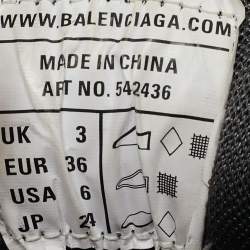 WWW.BALENCIAGA.COM
MADE IN CHINA
ART NO. 542436
UK 3
EUR 36
USA 6
JP 24